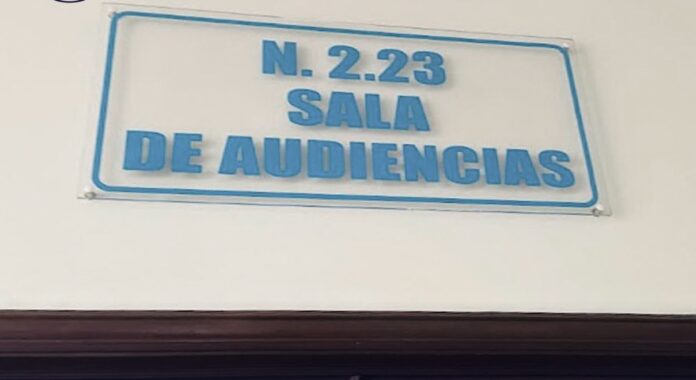 N. 2.23
SALA
DE AUDIENCIAS